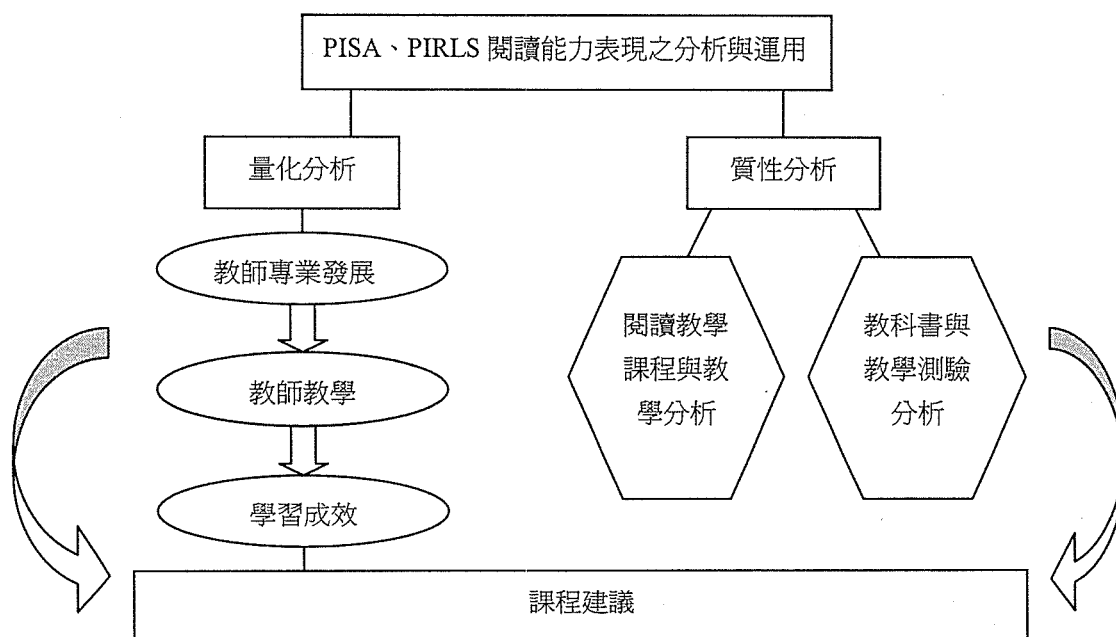 PISA、PIRLS 閱讀能力表現之分析與運用
量化分析
質性分析
教師專業發展
教師教學
學習成效
閱讀教學
課程與教
學分析
教科書與
教學測驗
分析
課程建議